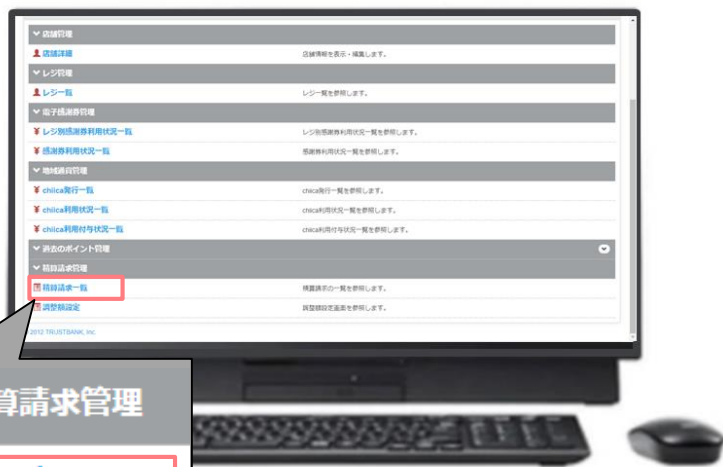 店舗管理
店舗詳細 店舗情報を表示・編集します。
レジ管理
レジ一覧 レジ一覧を参照します。
電子感謝券管理
レジ別感謝券利用状況一覧 レジ別感謝券利用状況一覧を参照します。
感謝券利用状況一覧 感謝券利用状況一覧を参照します。
地域通貨管理
chiica発行一覧 chiica発行一覧を参照します。
chiica利用状況一覧 chiica利用状況一覧を参照します。
chiica利用付与状況一覧 chiica利用付与状況一覧を参照します。
過去のポイント管理
精算請求管理
精算請求一覧 精算請求の一覧を参照します。
調整額設定 調整額設定画面を参照します。
2012 TRUSTBANK, Inc.
算請求管理